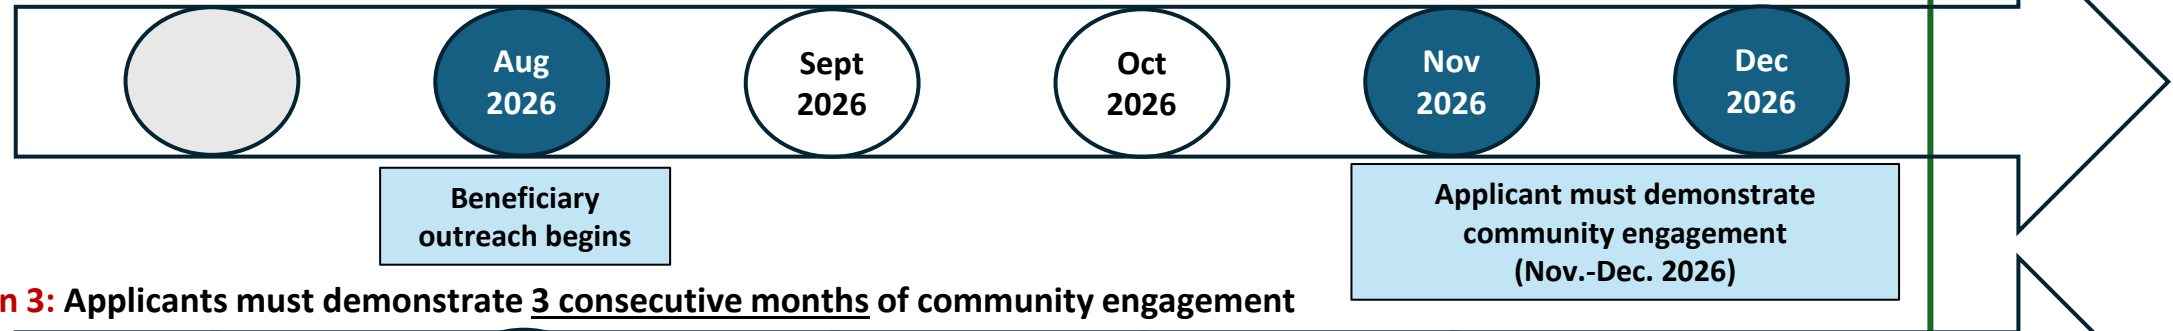 Aug
2026
Sept
2026
Oct
2026
Nov
2026
Dec
2026
Beneficiary
outreach begins
Applicant must demonstrate
community engagement
(Nov.-Dec. 2026)
n 3: Applicants must demonstrate 3 consecutive months of community engagement